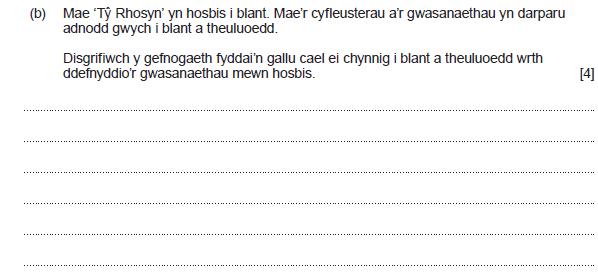 (b) Mae ‘Tŷ Rhosyn’ yn hosbis i blant. Mae’r cyfleusterau a’r gwasanaethau yn darparu
adnodd gwych i blant a theuluoedd.
Disgrifiwch y gefnogaeth fyddai’n gallu cael ei chynnig i blant a theuluoedd wrth
ddefnyddio’r gwasanaethau mewn hosbis. [4]